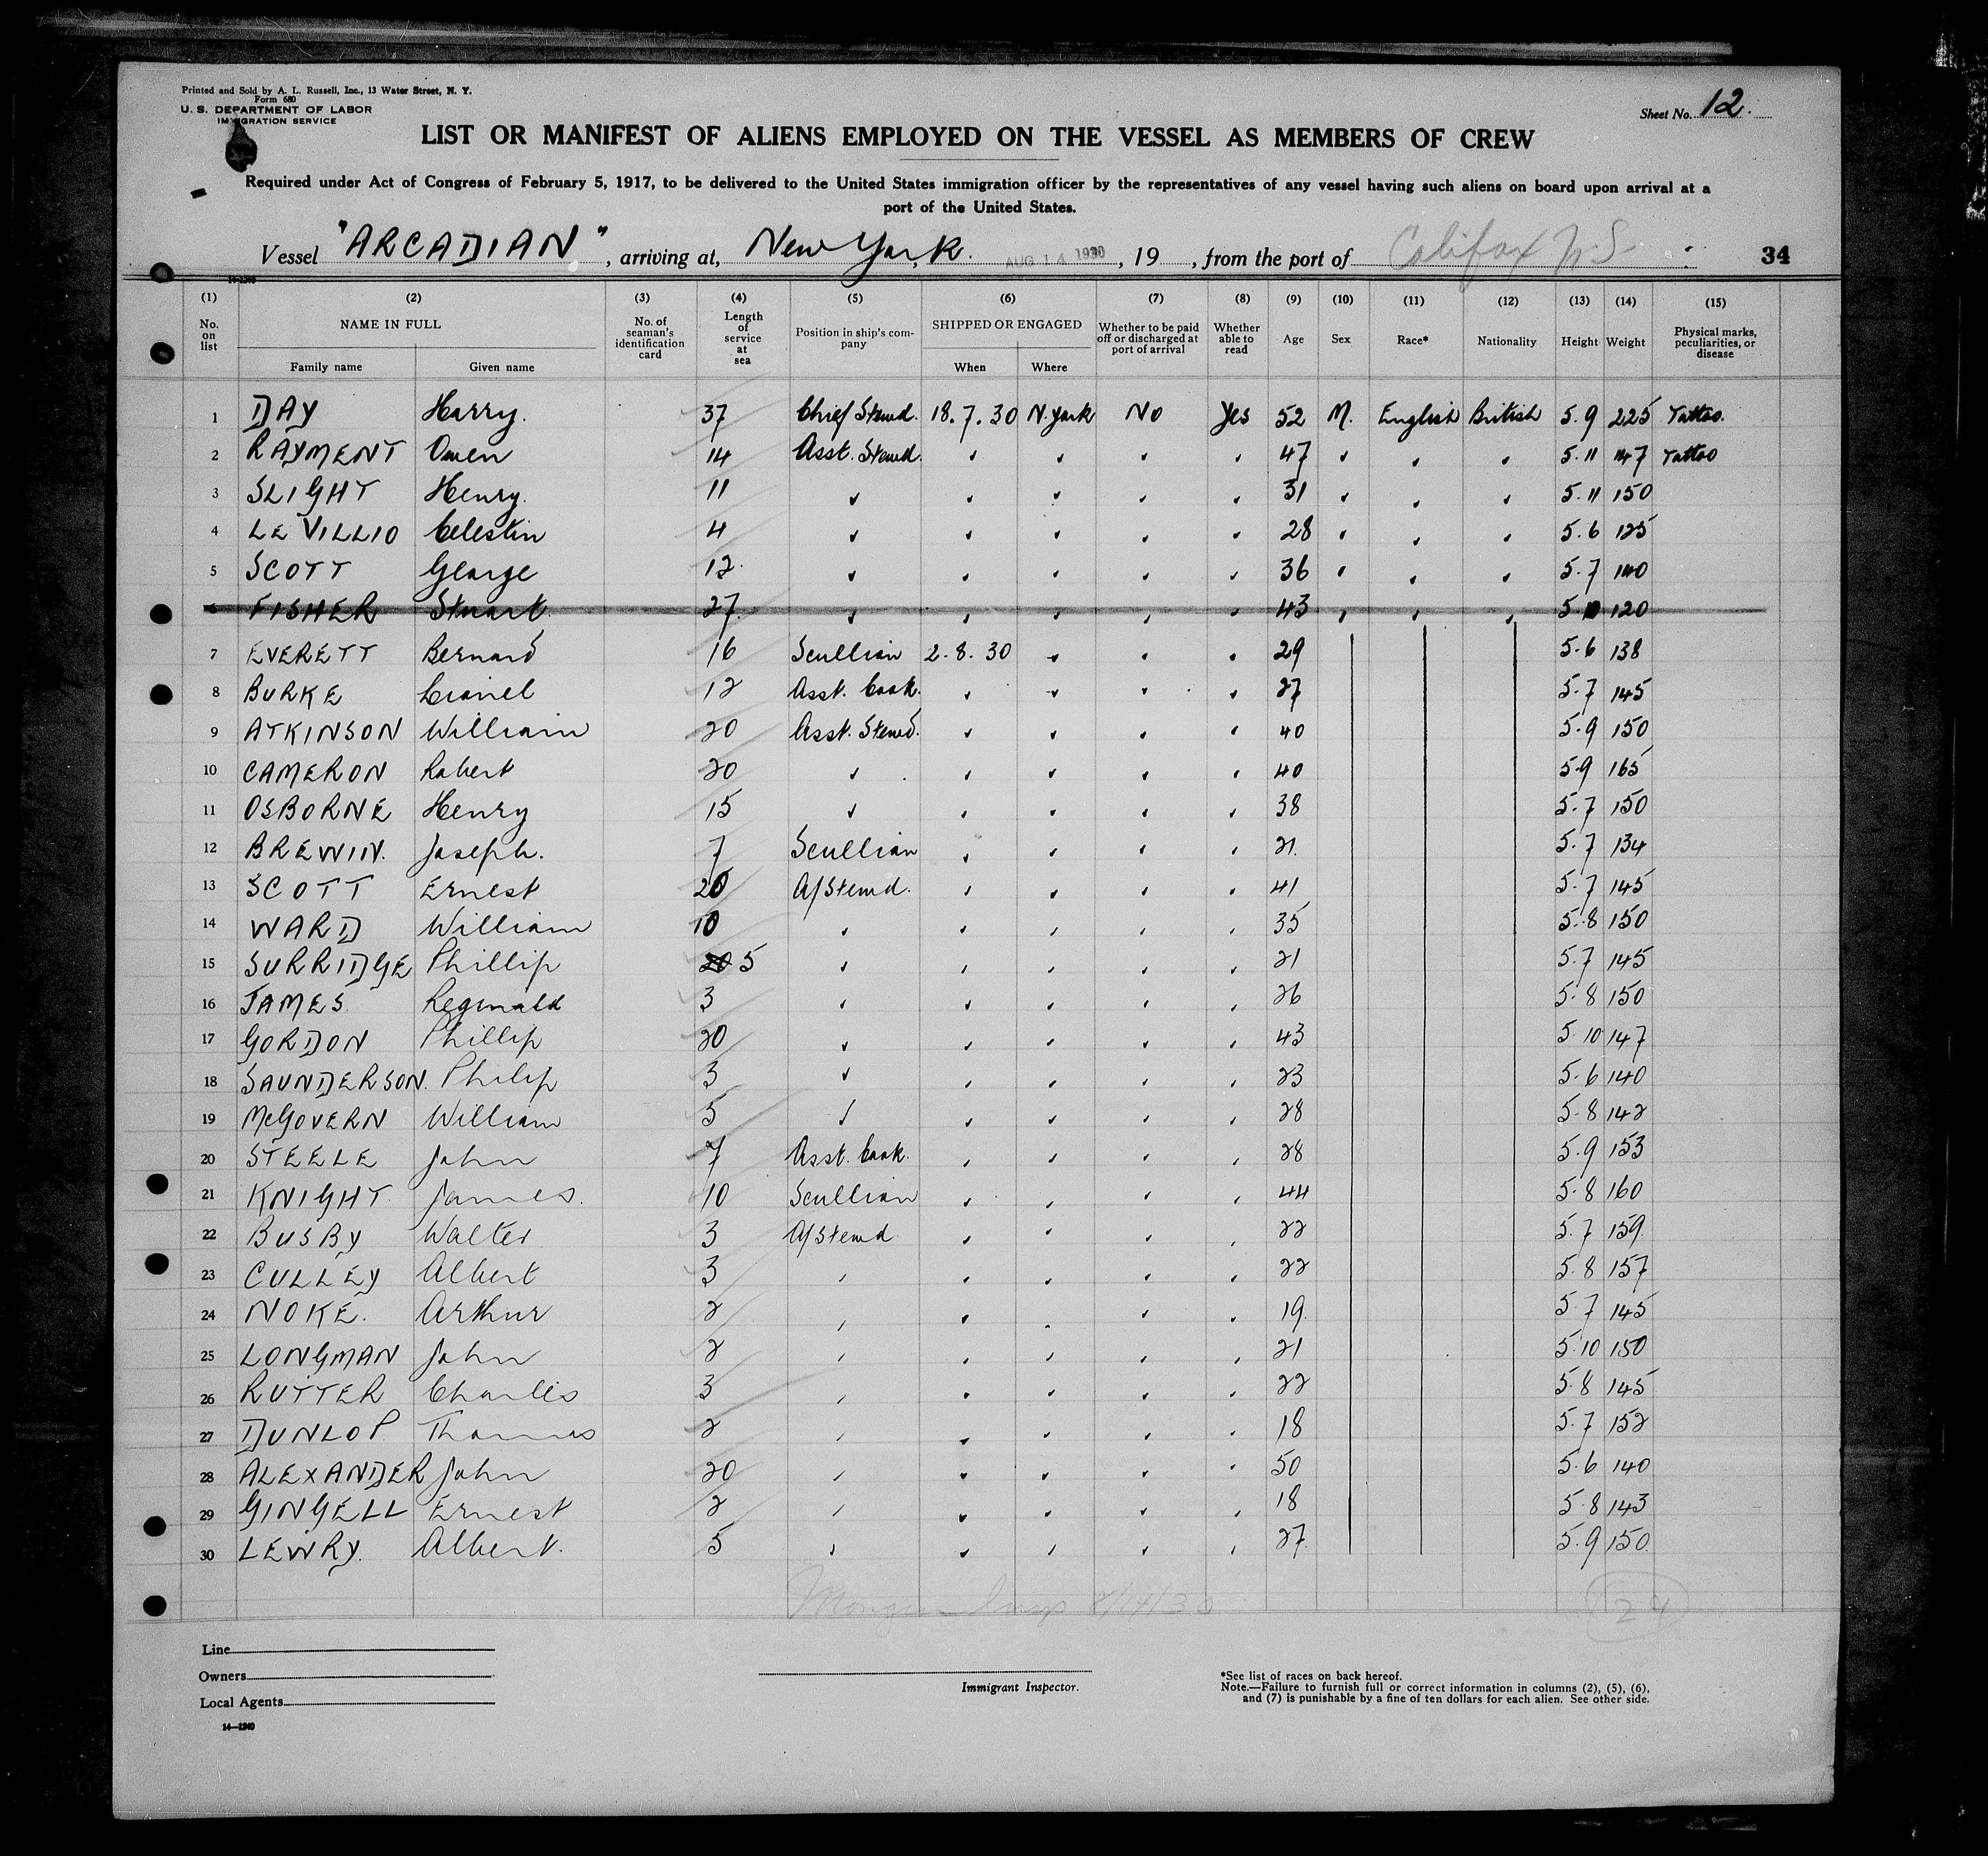 Printed and Sold by A. L. Russell, Inc., 13 Water Street, N. Y.
Form 680
U. S. DEPARTMENT OF LABOR
IMMIGRATION SERVICE
Sheet No. 12.
LIST OR MANIFEST OF ALIENS EMPLOYED ON THE VESSEL AS MEMBERS OF CREW
Required under Act of Congress of February 5, 1917, to be delivered to the United States immigration officer by the representatives of any vessel having such aliens on board upon arrival at a
port of the United States.
Vessel "ARCADIAN", arriving at, New York. AUG 14 1930, 19 , from the port of Califax N.S 34
14-1240
(1) (2) (3) (4) (5) (6) (7) (8) (9) (10) (11) (12) (13) (14) (15)
No. on list NAME IN FULL No. of seaman's identification card Length of service at sea Position in ship's company SHIPPED OR ENGAGED Whether to be paid off or discharged at port of arrival Whether able to read Age Sex Race* Nationality Height Weight Physical marks, peculiarities, or disease
Family name Given name When Where
1 DAY Harry. 37 Chief Stewd. 18.7.30 N.York No Yes 52 M. English British 5.9 225 Tattoo.
2 RAYMENT Owen 14 Asst. Stewd. 47 5.11 147 Tattoo
3 SLIGHT Henry. 11 31 5.11 150
4 LE VILLIO Celestin 4 28 5.6 125
5 SCOTT George 12. 36 5.7 140
6 FISHER Stuart 27. 43 120
7 EVERETT Bernard 16 Scullion 2.8.30 29 5.6 138
8 BURKE Lionel 12 Asst. Cook. 27 5.7 145
9 ATKINSON William 20 Asst. Stewd. 40 5.9 150
10 CAMERON Robert 20 40 5.9 165
11 OSBORNE Henry 15 38 5.7 150
12 BREWIN. Joseph. 7 Scullion 21. 5.7 134
13 SCOTT Ernest 20 A/Stewd. 41 5.7 145
14 WARD William 10 35 5.8 150
15 SURRIDGE Phillip 20 5 21 5.7 145
16 JAMES. Reginald 3 26 5.8 150
17 GORDON Phillip 20 43 5.10 147
18 SAUNDERSON. Philip 3 23 5.6 140
19 McGOVERN William 5 28 5.8 142
20 STEELE John 7 Asst. Cook. 28 5.9 153
21 KNIGHT. James. 10 Scullion 44 5.8 160
22 BUSBY Walter 3 A/Stewd 22 5.7 159.
23 CULLEY Albert 3 22 5.8 157
24 NOKE. Arthur 2 19. 5.7 145
25 LONGMAN John 2 21 5.10 150
26 RUTTER Charles 3 22 5.8 145
27 DUNLOP Thomas 2 18 5.7 152
28 ALEXANDER John 20 50 5.6 140
29 GINGELL Ernest 2 18 5.8 143
30 LEWRY. Albert. 5 27. 5.9 150.
Insp 8/14/30 24
Line
Owners
Local Agents
14—1240
Immigrant Inspector.
*See list of races on back hereof.
Note.—Failure to furnish full or correct information in columns (2), (5), (6),
and (7) is punishable by a fine of ten dollars for each alien. See other side.